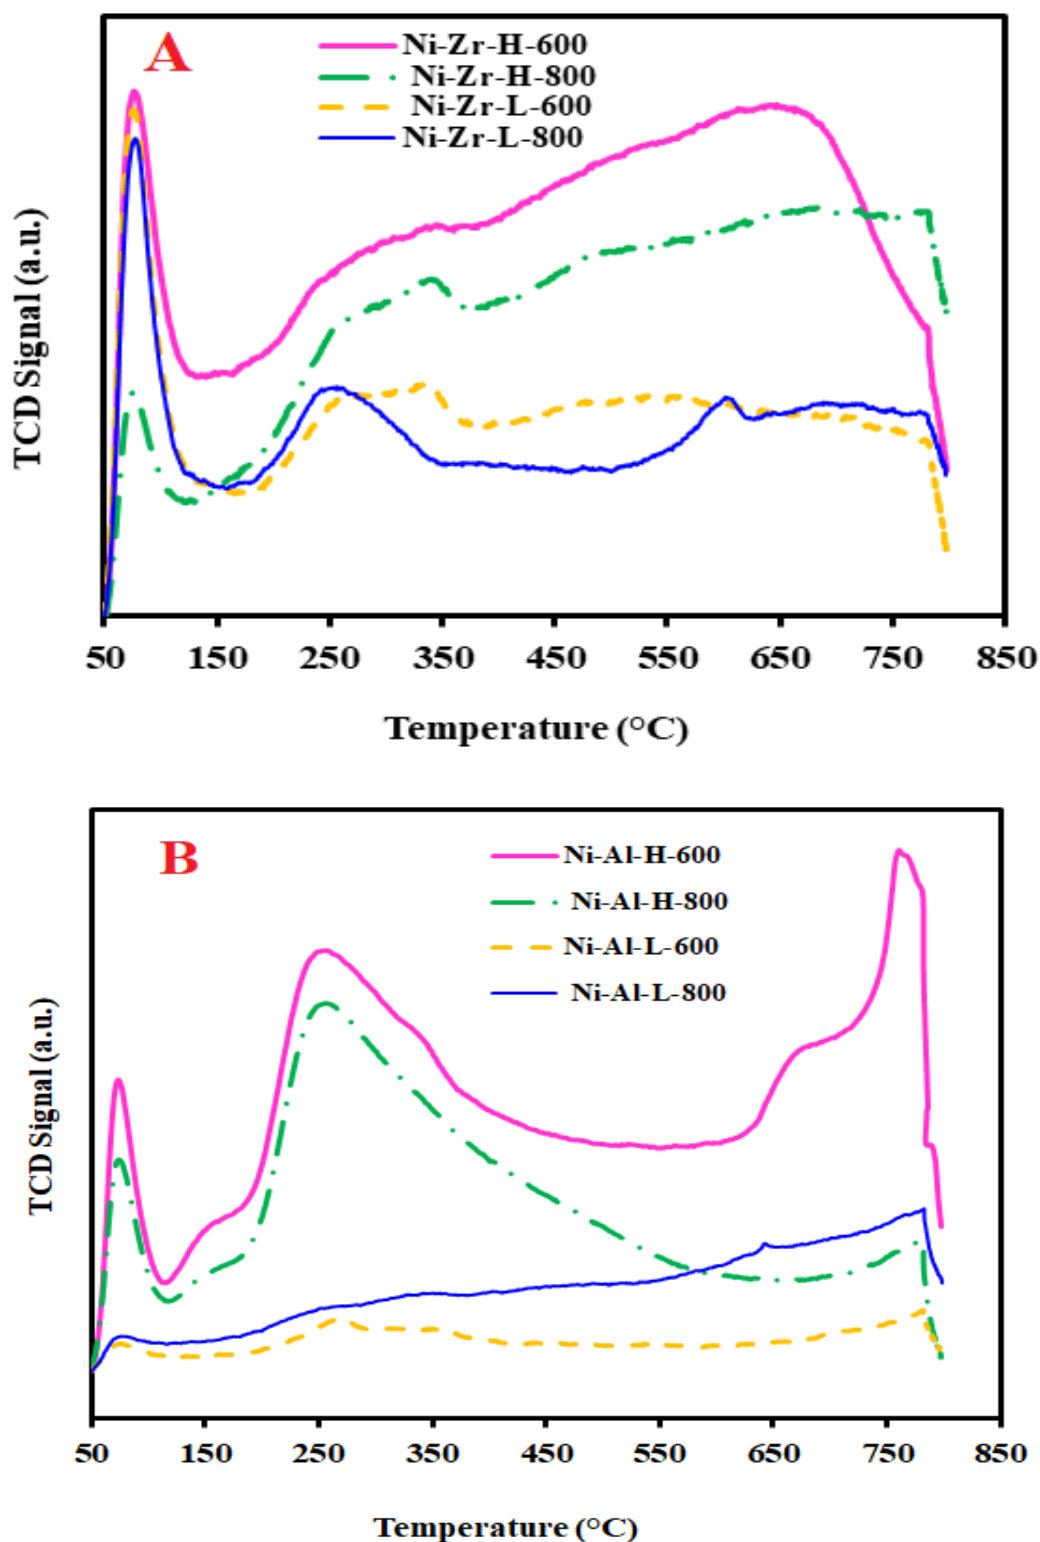 A
Ni-Zr-H-600
Ni-Zr-H-800
Ni-Zr-L-600
Ni-Zr-L-800
TCD Signal (a.u.)
50 150 250 350 450 550 650 750 850
Temperature (°C)
B
Ni-Al-H-600
Ni-Al-H-800
Ni-Al-L-600
Ni-Al-L-800
TCD Signal (a.u.)
50 150 250 350 450 550 650 750 850
Temperature (°C)